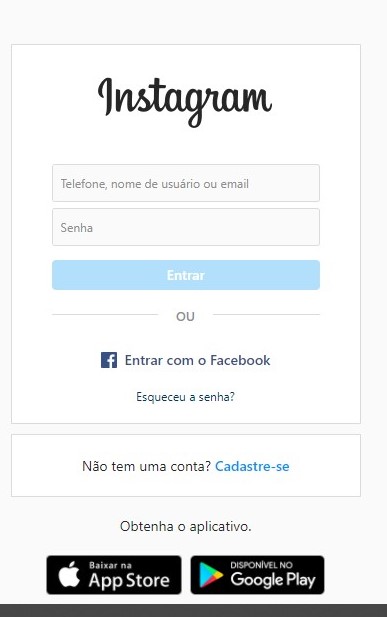 Instagram
Telefone, nome de usuário ou email
Senha
Entrar
OU
Entrar com o Facebook
Esqueceu a senha?
Não tem uma conta? Cadastre-se
Obtenha o aplicativo.
Baixar na
App Store
DISPONÍVEL NO
Google Play